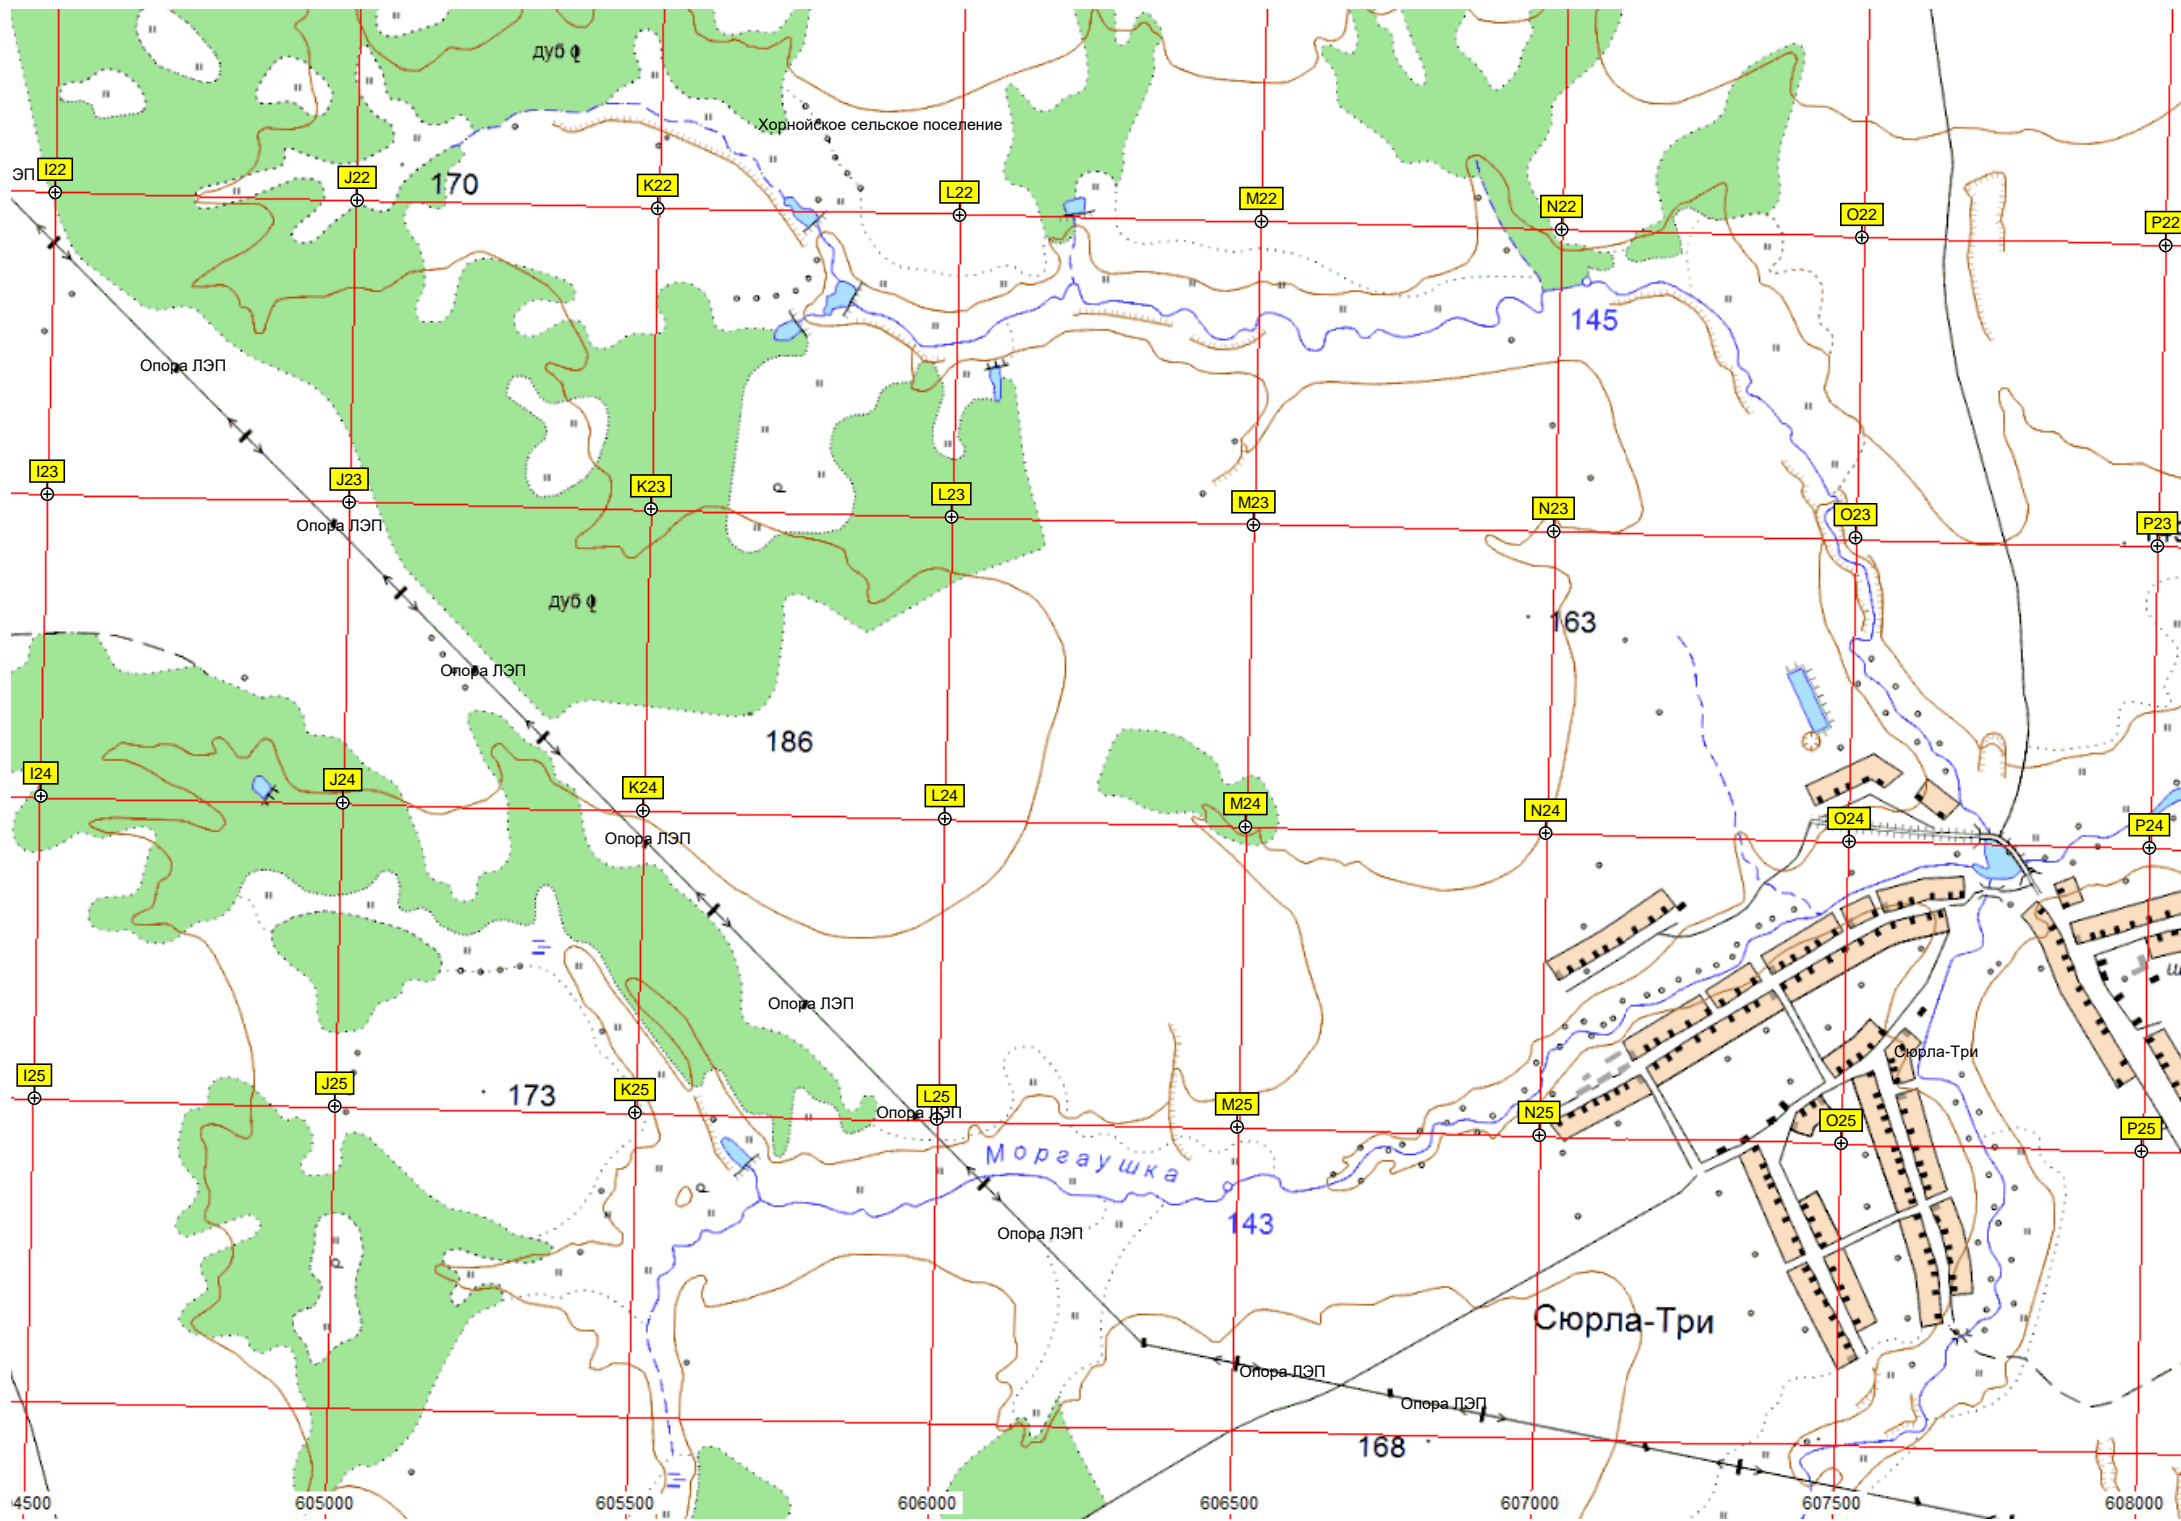 дуб
Хорнойское сельское поселение
ЭП
I22
J22
K22
L22
M22
N22
O22
P22
170
145
Опора ЛЭП
I23
J23
K23
L23
M23
N23
O23
P23
Опора ЛЭП
дуб
163
Опора ЛЭП
186
I24
J24
K24
L24
M24
N24
O24
P24
Опора ЛЭП
Опора ЛЭП
Сюрла-Три
I25
J25
K25
L25
M25
N25
O25
P25
173
Опора ЛЭП
Моргаушка
143
Опора ЛЭП
Сюрла-Три
Опора ЛЭП
Опора ЛЭП
168
4500
605000
605500
606000
606500
607000
607500
608000